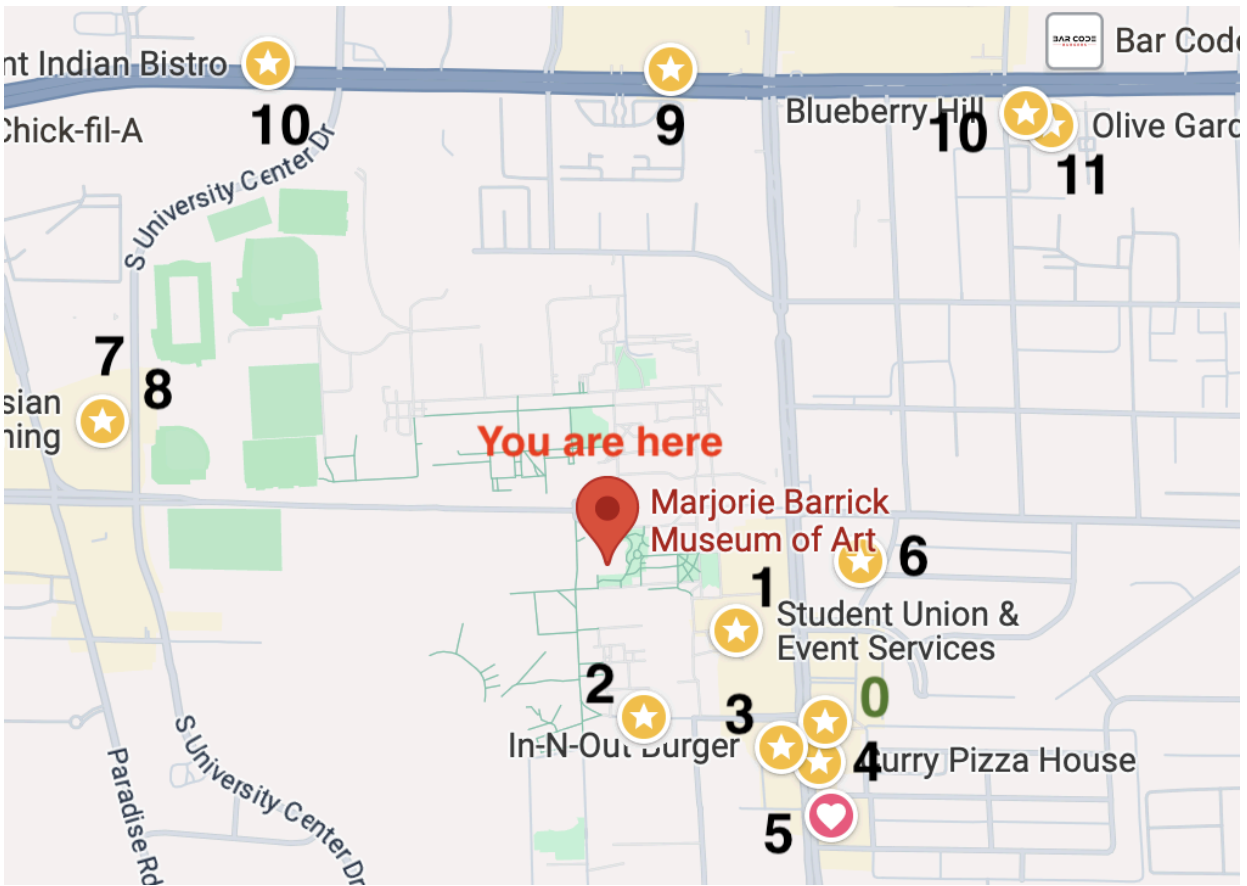 BAR CODE
BURGERS
Bar Code
nt Indian Bistro
10
9
Blueberry Hill
10
Olive Gard
11
Chick-fil-A
S University Center Dr
7
8
sian
ning
You are here
Marjorie Barrick
Museum of Art
6
1
Student Union &
Event Services
2
0
3
In-N-Out Burger
4
Curry Pizza House
5
S University Center Dr
Paradise Rd